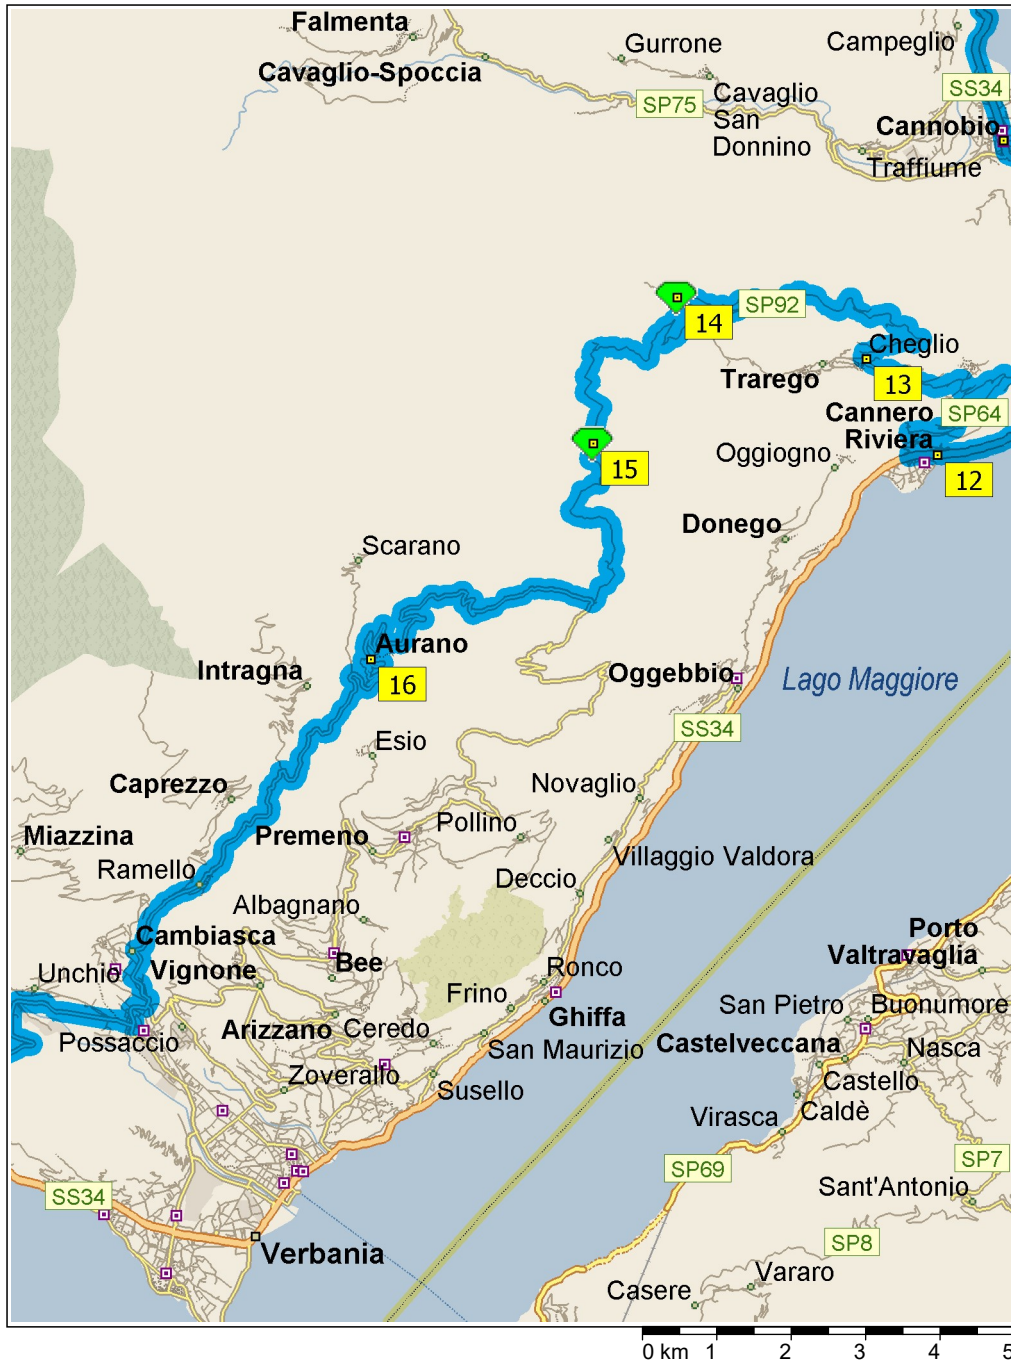 Falmenta
Gurrone
Campeglio
Cavaglio-Spoccia
SS34
Cavaglio
San
Donnino
SP75
Cannobio
Traffiume
SP92
14
Cheglio
Trarego
13
Cannero
Riviera
SP64
Oggiogno
15
12
Donego
Scarano
Aurano
Intragna
16
Oggebbio
Lago Maggiore
SS34
Esio
Caprezzo
Novaglio
Miazzina
Premeno
Pollino
Villaggio Valdora
Ramello
Deccio
Albagnano
Porto
Valtravaglia
Cambiasca
Unchio
Vignone
Bee
Ronco
Frino
San Pietro
Buonumore
Ghiffa
Possaccio
Arizzano
Ceredo
San Maurizio
Castelveccana
Nasca
Zoverallo
Susello
Castello
Caldè
Virasca
SP69
SP7
SS34
Sant'Antonio
Verbania
SP8
Vararo
Casere
0 km 1 2 3 4 5